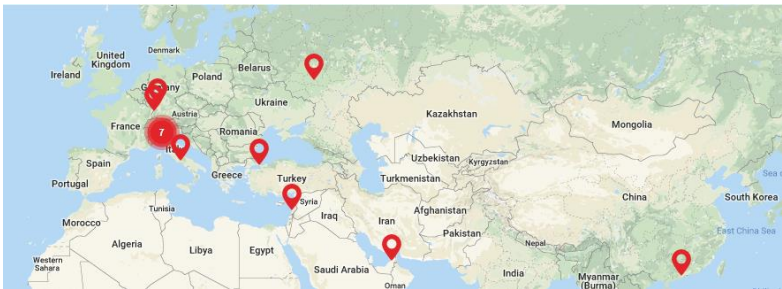 United
Kingdom
Denmark
Ireland
Belarus
Poland
Ukraine
Kazakhstan
Mongolia
Austria
France
7
Romania
Spain
Portugal
Greece
Turkey
Uzbekistan
Kyrgyzstan
Turkmenistan
China
South Korea
Tunisia
Syria
Morocco
Iraq
Iran
Afghanistan
Pakistan
East China Sea
Algeria
Libya
Egypt
Nepal
Western
Sahara
Saudi Arabia
Oman
India
Myanmar
(Burma)